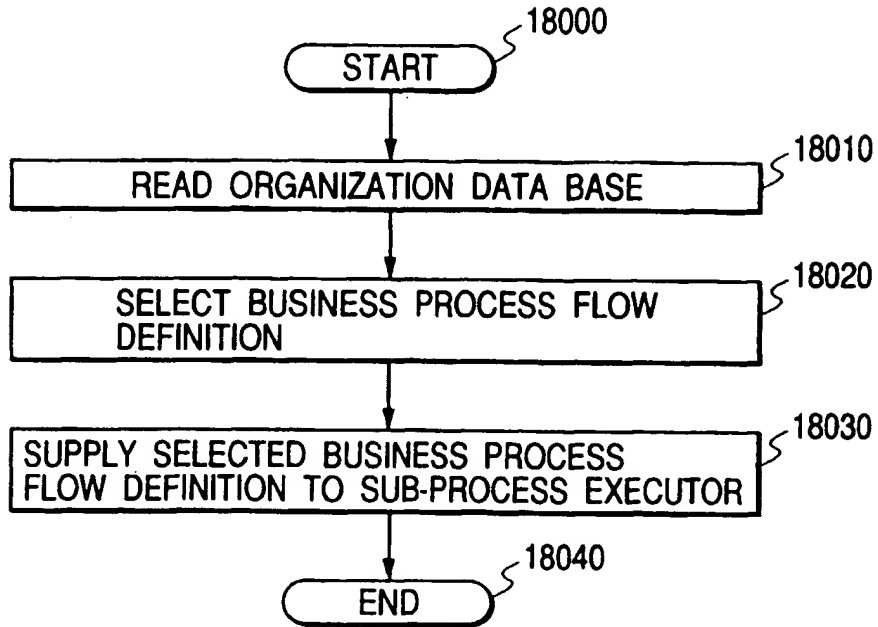 18000
START
18010
READ ORGANIZATION DATA BASE
18020
SELECT BUSINESS PROCESS FLOW
DEFINITION
18030
SUPPLY SELECTED BUSINESS PROCESS
FLOW DEFINITION TO SUB-PROCESS EXECUTOR
18040
END